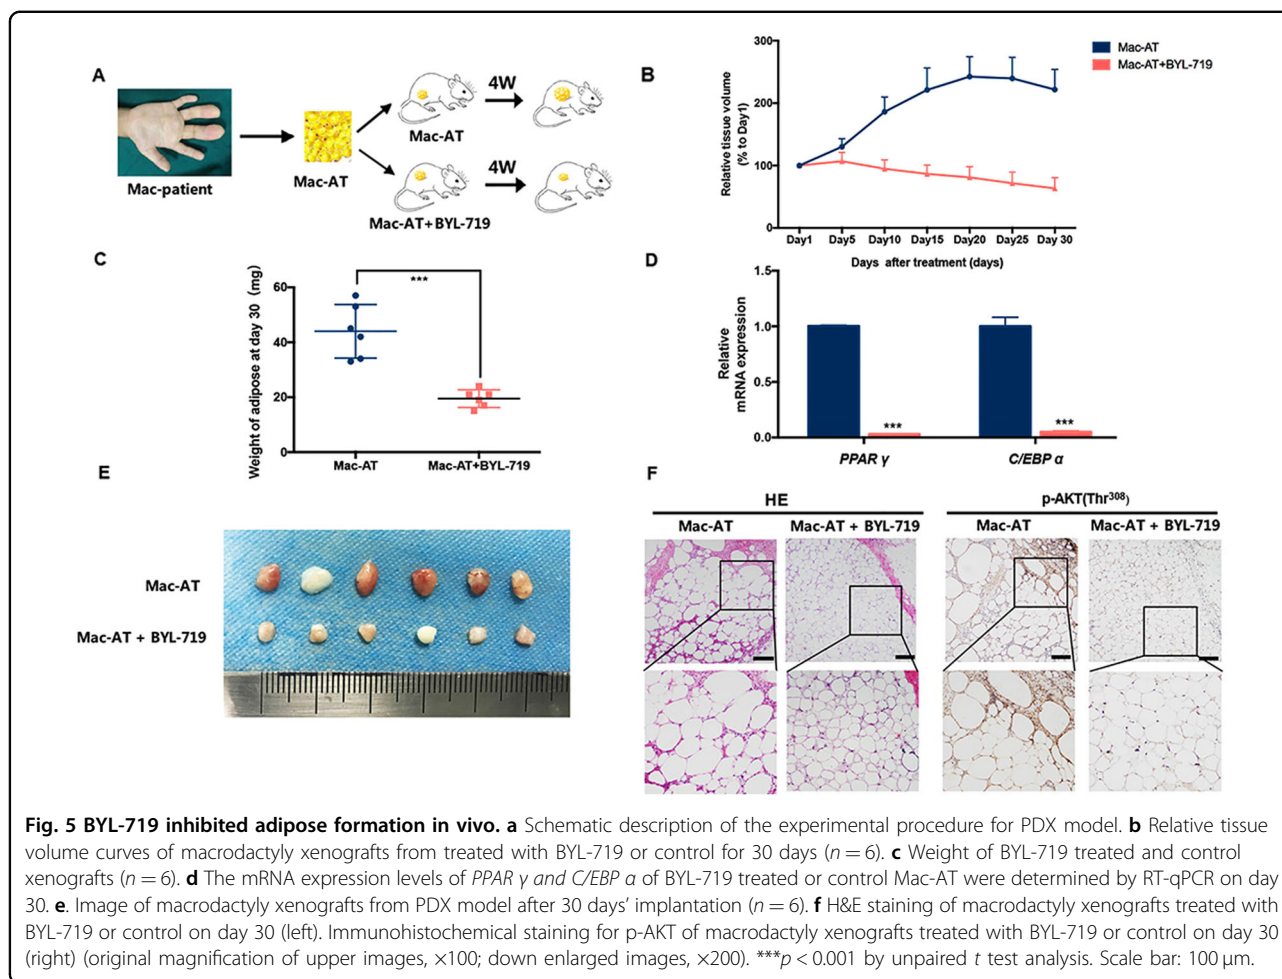 A
Mac-patient
Mac-AT
4W
Mac-AT
4W
Mac-AT+BYL-719
B
Relative tissue volume
(% to Day1)
300
200
100
0
Day1 Day5 Day10 Day15 Day20 Day25 Day 30
Days after treatment (days)
Mac-AT
Mac-AT+BYL-719
C
Weight of adipose at day 30 (mg)
60
40
20
0
***
Mac-AT Mac-AT+BYL-719
D
Relative
mRNA expression
1.5
1.0
0.5
0.0
*** ***
PPAR γ C/EBP α
E
Mac-AT
Mac-AT + BYL-719
F
HE p-AKT(Thr308)
Mac-AT Mac-AT + BYL-719 Mac-AT Mac-AT + BYL-719
Fig. 5 BYL-719 inhibited adipose formation in vivo. a Schematic description of the experimental procedure for PDX model. b Relative tissue
volume curves of macrodactyly xenografts from treated with BYL-719 or control for 30 days (n = 6). c Weight of BYL-719 treated and control
xenografts (n = 6). d The mRNA expression levels of PPAR γ and C/EBP α of BYL-719 treated or control Mac-AT were determined by RT-qPCR on day
30. e. Image of macrodactyly xenografts from PDX model after 30 days' implantation (n = 6). f H&E staining of macrodactyly xenografts treated with
BYL-719 or control on day 30 (left). Immunohistochemical staining for p-AKT of macrodactyly xenografts treated with BYL-719 or control on day 30
(right) (original magnification of upper images, ×100; down enlarged images, ×200). ***p < 0.001 by unpaired t test analysis. Scale bar: 100 μm.